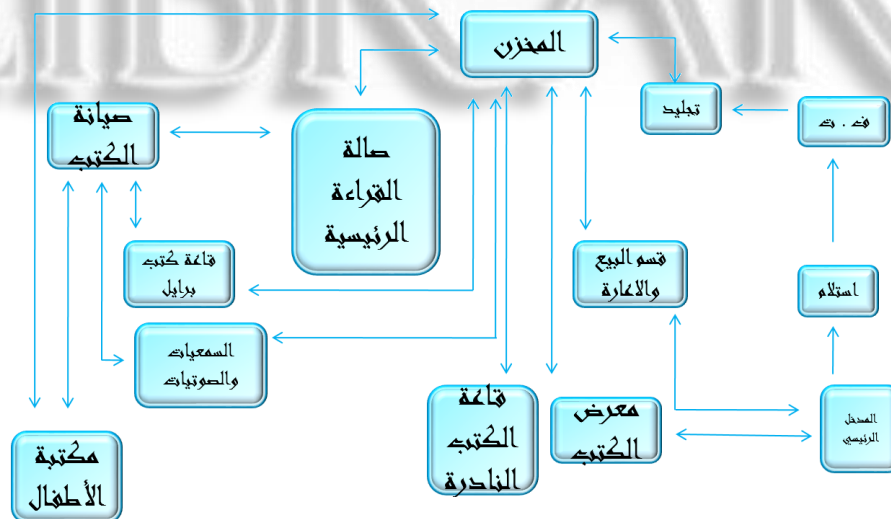 LIBRAR
المخزن
تجليد
ف . ت
صيانة
الكتب
صالة
القراءة
الرئيسية
قاعة كتب
برايل
قسم البيع
والاعارة
استلام
السمعيات
والصوتيات
قاعة
الكتب
النادرة
معرض
الكتب
المدخل
الرئيسي
مكتبة
الأطفال